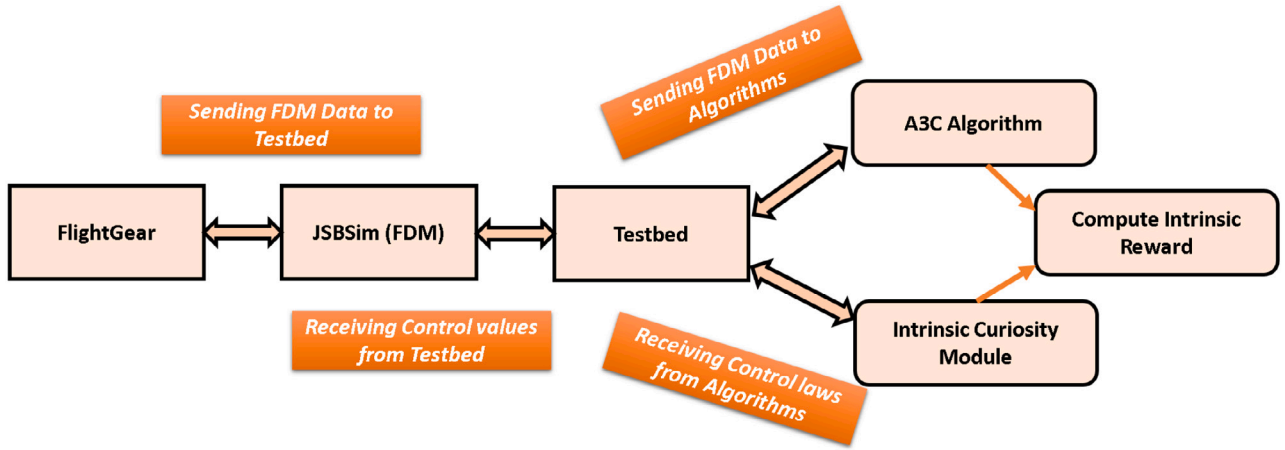 Sending FDM Data to
Testbed
Sending FDM Data to
Algorithms
A3C Algorithm
FlightGear
JSBSim (FDM)
Testbed
Compute Intrinsic
Reward
Receiving Control values
from Testbed
Receiving Control laws
from Algorithms
Intrinsic Curiosity
Module